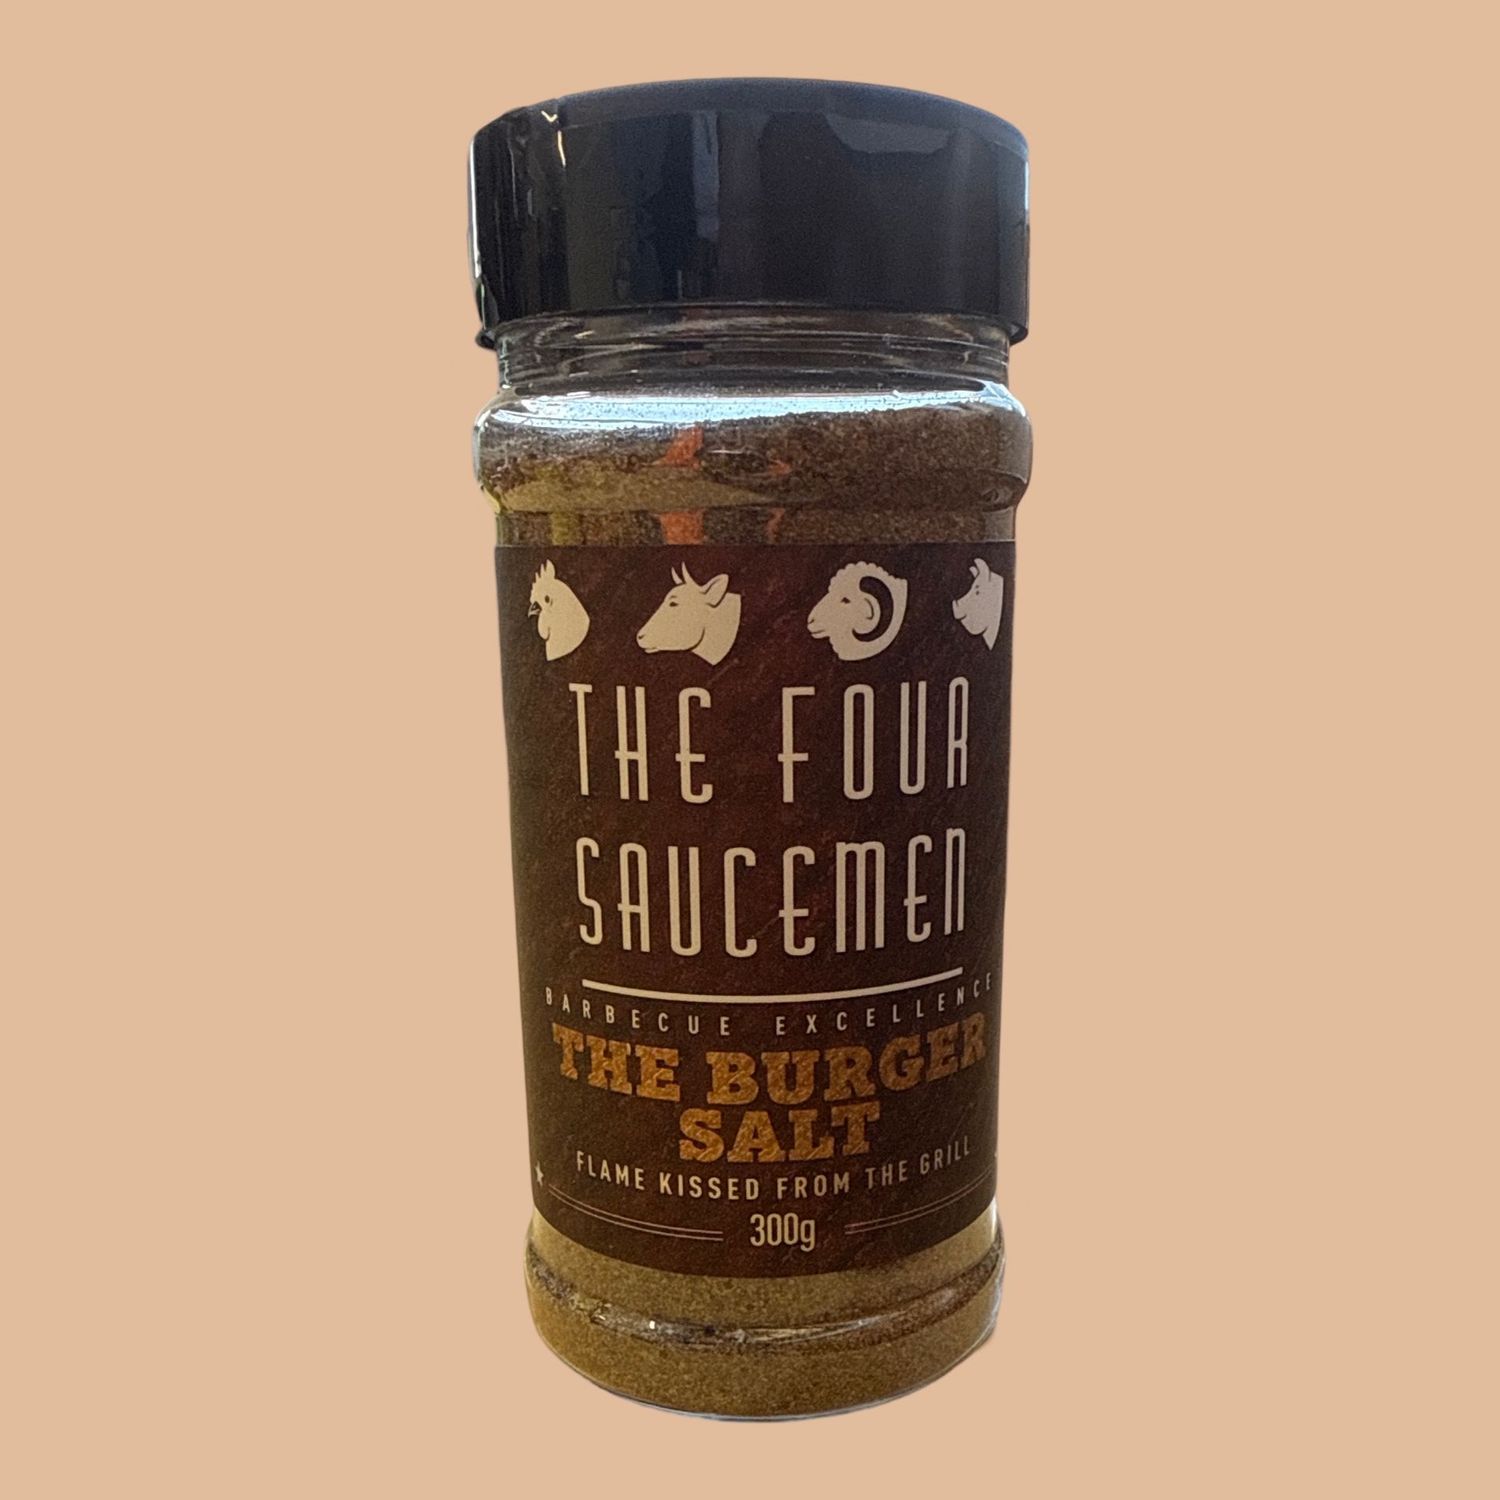 THE FOUR
SAUCEMEN
BARBECUE EXCELLENCE
THE BURGER
SALT
FLAME KISSED FROM THE GRILL
300g